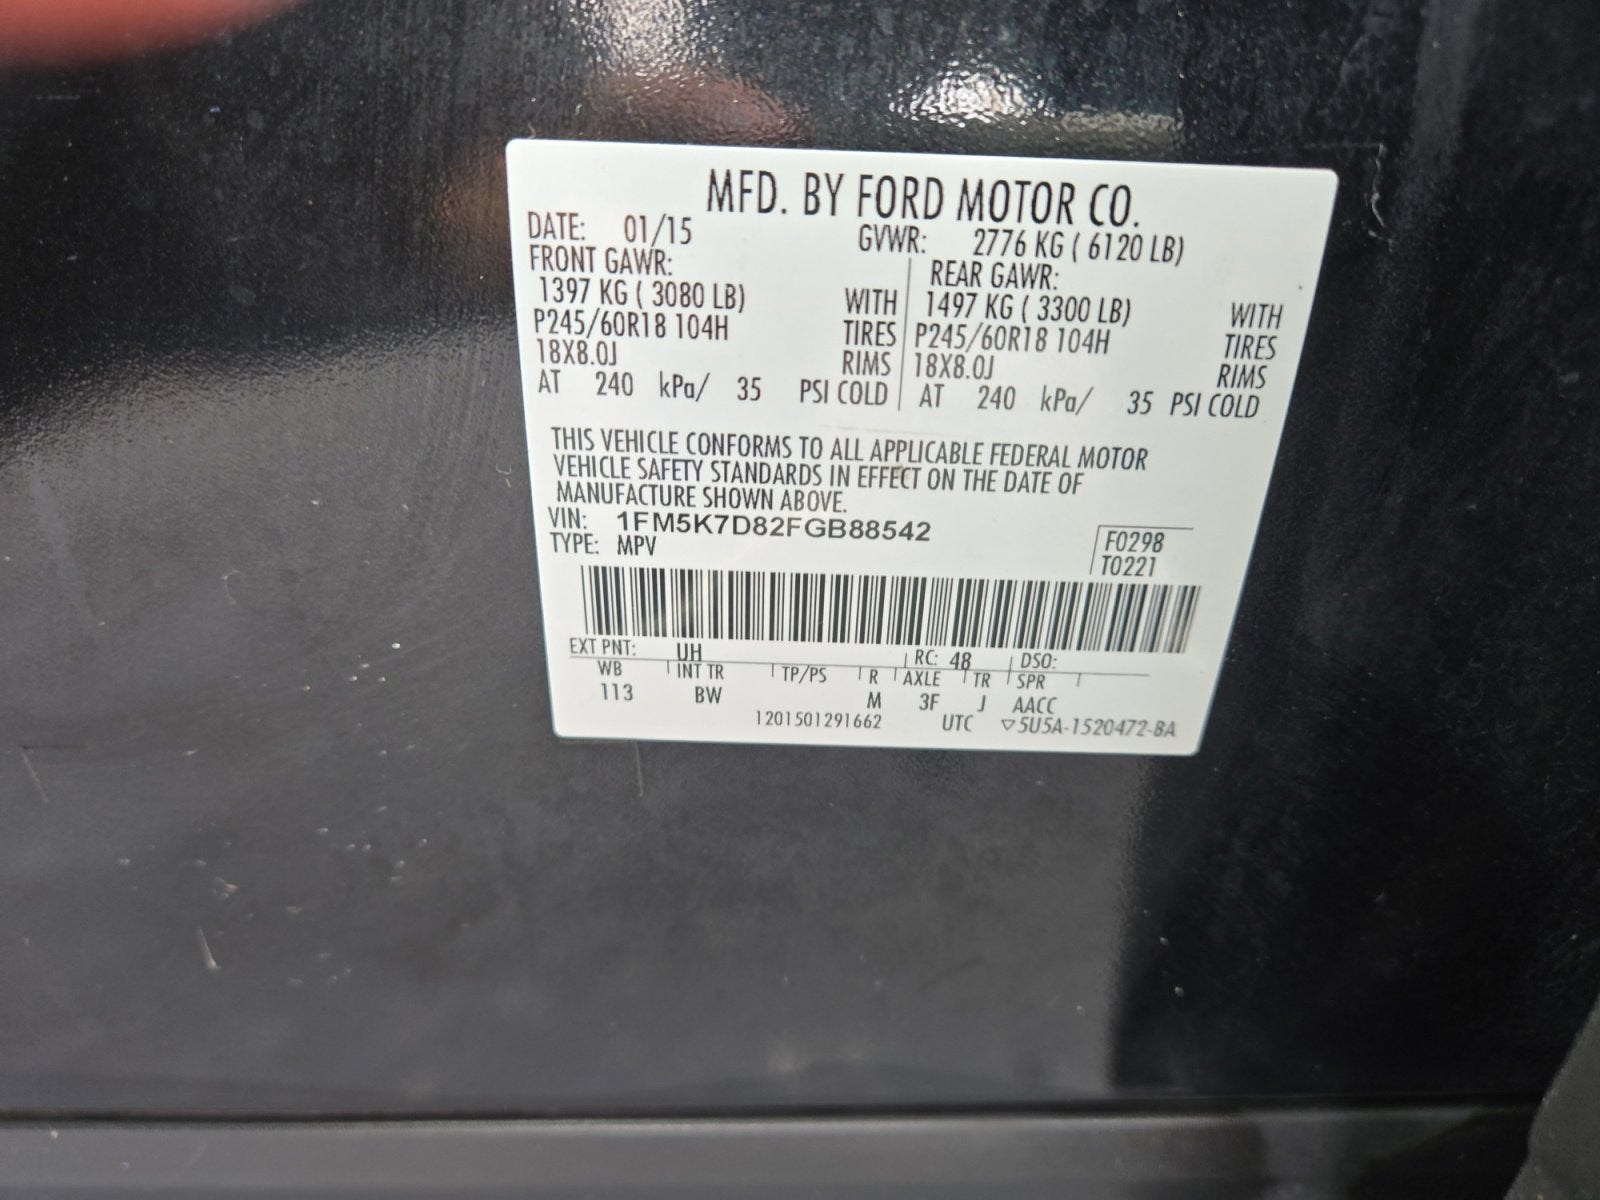 MFD. BY FORD MOTOR CO.
DATE: 01/15 GVWR: 2776 KG ( 6120 LB)
FRONT GAWR: REAR GAWR:
1397 KG ( 3080 LB) WITH 1497 KG ( 3300 LB) WITH
P245/60R18 104H TIRES P245/60R18 104H TIRES
18X8.0J RIMS 18X8.0J RIMS
AT 240 kPa/ 35 PSI COLD AT 240 kPa/ 35 PSI COLD
THIS VEHICLE CONFORMS TO ALL APPLICABLE FEDERAL MOTOR
VEHICLE SAFETY STANDARDS IN EFFECT ON THE DATE OF
MANUFACTURE SHOWN ABOVE.
VIN: 1FM5K7D82FGB88542
TYPE: MPV
F0298
T0221
EXT PNT: UH RC: 48 DSO:
WB INT TR TP/PS R AXLE TR SPR
113 BW M 3F J AACC
1201501291662 UTC ▽5U5A-1520472-BA